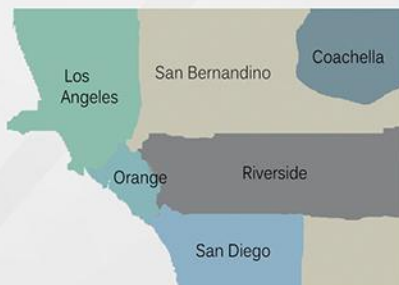 Coachella
Los
Angeles
San Bernandino
Orange
Riverside
San Diego